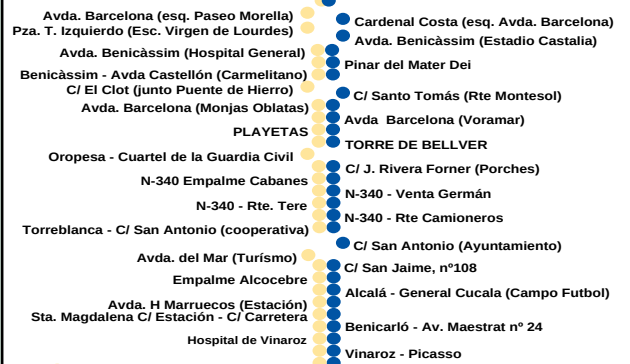 Avda. Barcelona (esq. Paseo Morella)
Cardenal Costa (esq. Avda. Barcelona)
Pza. T. Izquierdo (Esc. Virgen de Lourdes)
Avda. Benicàssim (Estadio Castalia)
Avda. Benicàssim (Hospital General)
Pinar del Mater Dei
Benicàssim - Avda Castellón (Carmelitano)
C/ El Clot (junto Puente de Hierro)
C/ Santo Tomás (Rte Montesol)
Avda. Barcelona (Monjas Oblatas)
Avda Barcelona (Voramar)
PLAYETAS
TORRE DE BELLVER
Oropesa - Cuartel de la Guardia Civil
C/ J. Rivera Forner (Porches)
N-340 Empalme Cabanes
N-340 - Venta Germán
N-340 - Rte. Tere
N-340 - Rte Camioneros
Torreblanca - C/ San Antonio (cooperativa)
C/ San Antonio (Ayuntamiento)
Avda. del Mar (Turísmo)
C/ San Jaime, nº108
Empalme Alcocebre
Alcalá - General Cucala (Campo Futbol)
Avda. H Marruecos (Estación)
Sta. Magdalena C/ Estación - C/ Carretera
Benicarló - Av. Maestrat nº 24
Hospital de Vinaroz
Vinaroz - Picasso